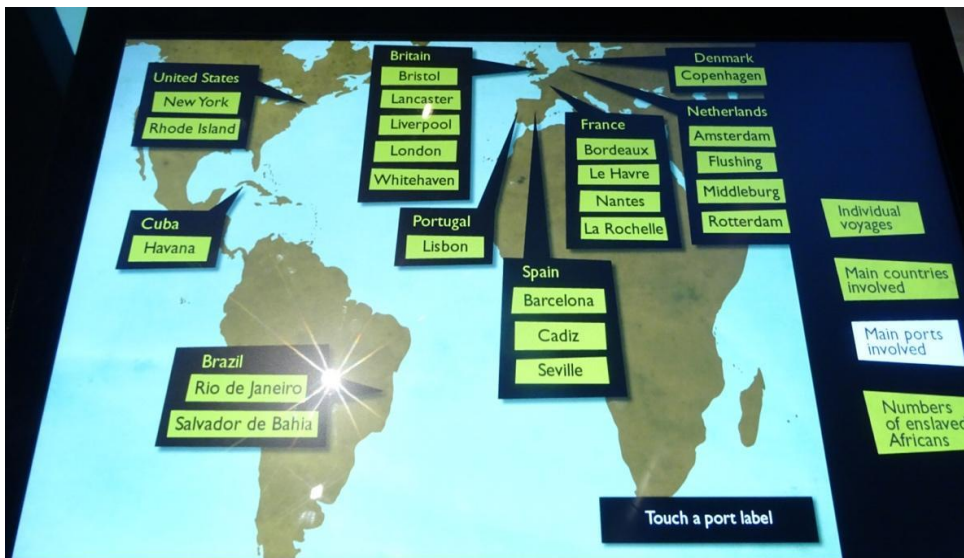 United States
New York
Rhode Island
Cuba
Havana
Brazil
Rio de Janeiro
Salvador de Bahia
Britain
Bristol
Lancaster
Liverpool
London
Whitehaven
Portugal
Lisbon
Spain
Barcelona
Cadiz
Seville
France
Bordeaux
Le Havre
Nantes
La Rochelle
Denmark
Copenhagen
Netherlands
Amsterdam
Flushing
Middleburg
Rotterdam
Individual
voyages
Main countries
involved
Main ports
involved
Numbers
of enslaved
Africans
Touch a port label